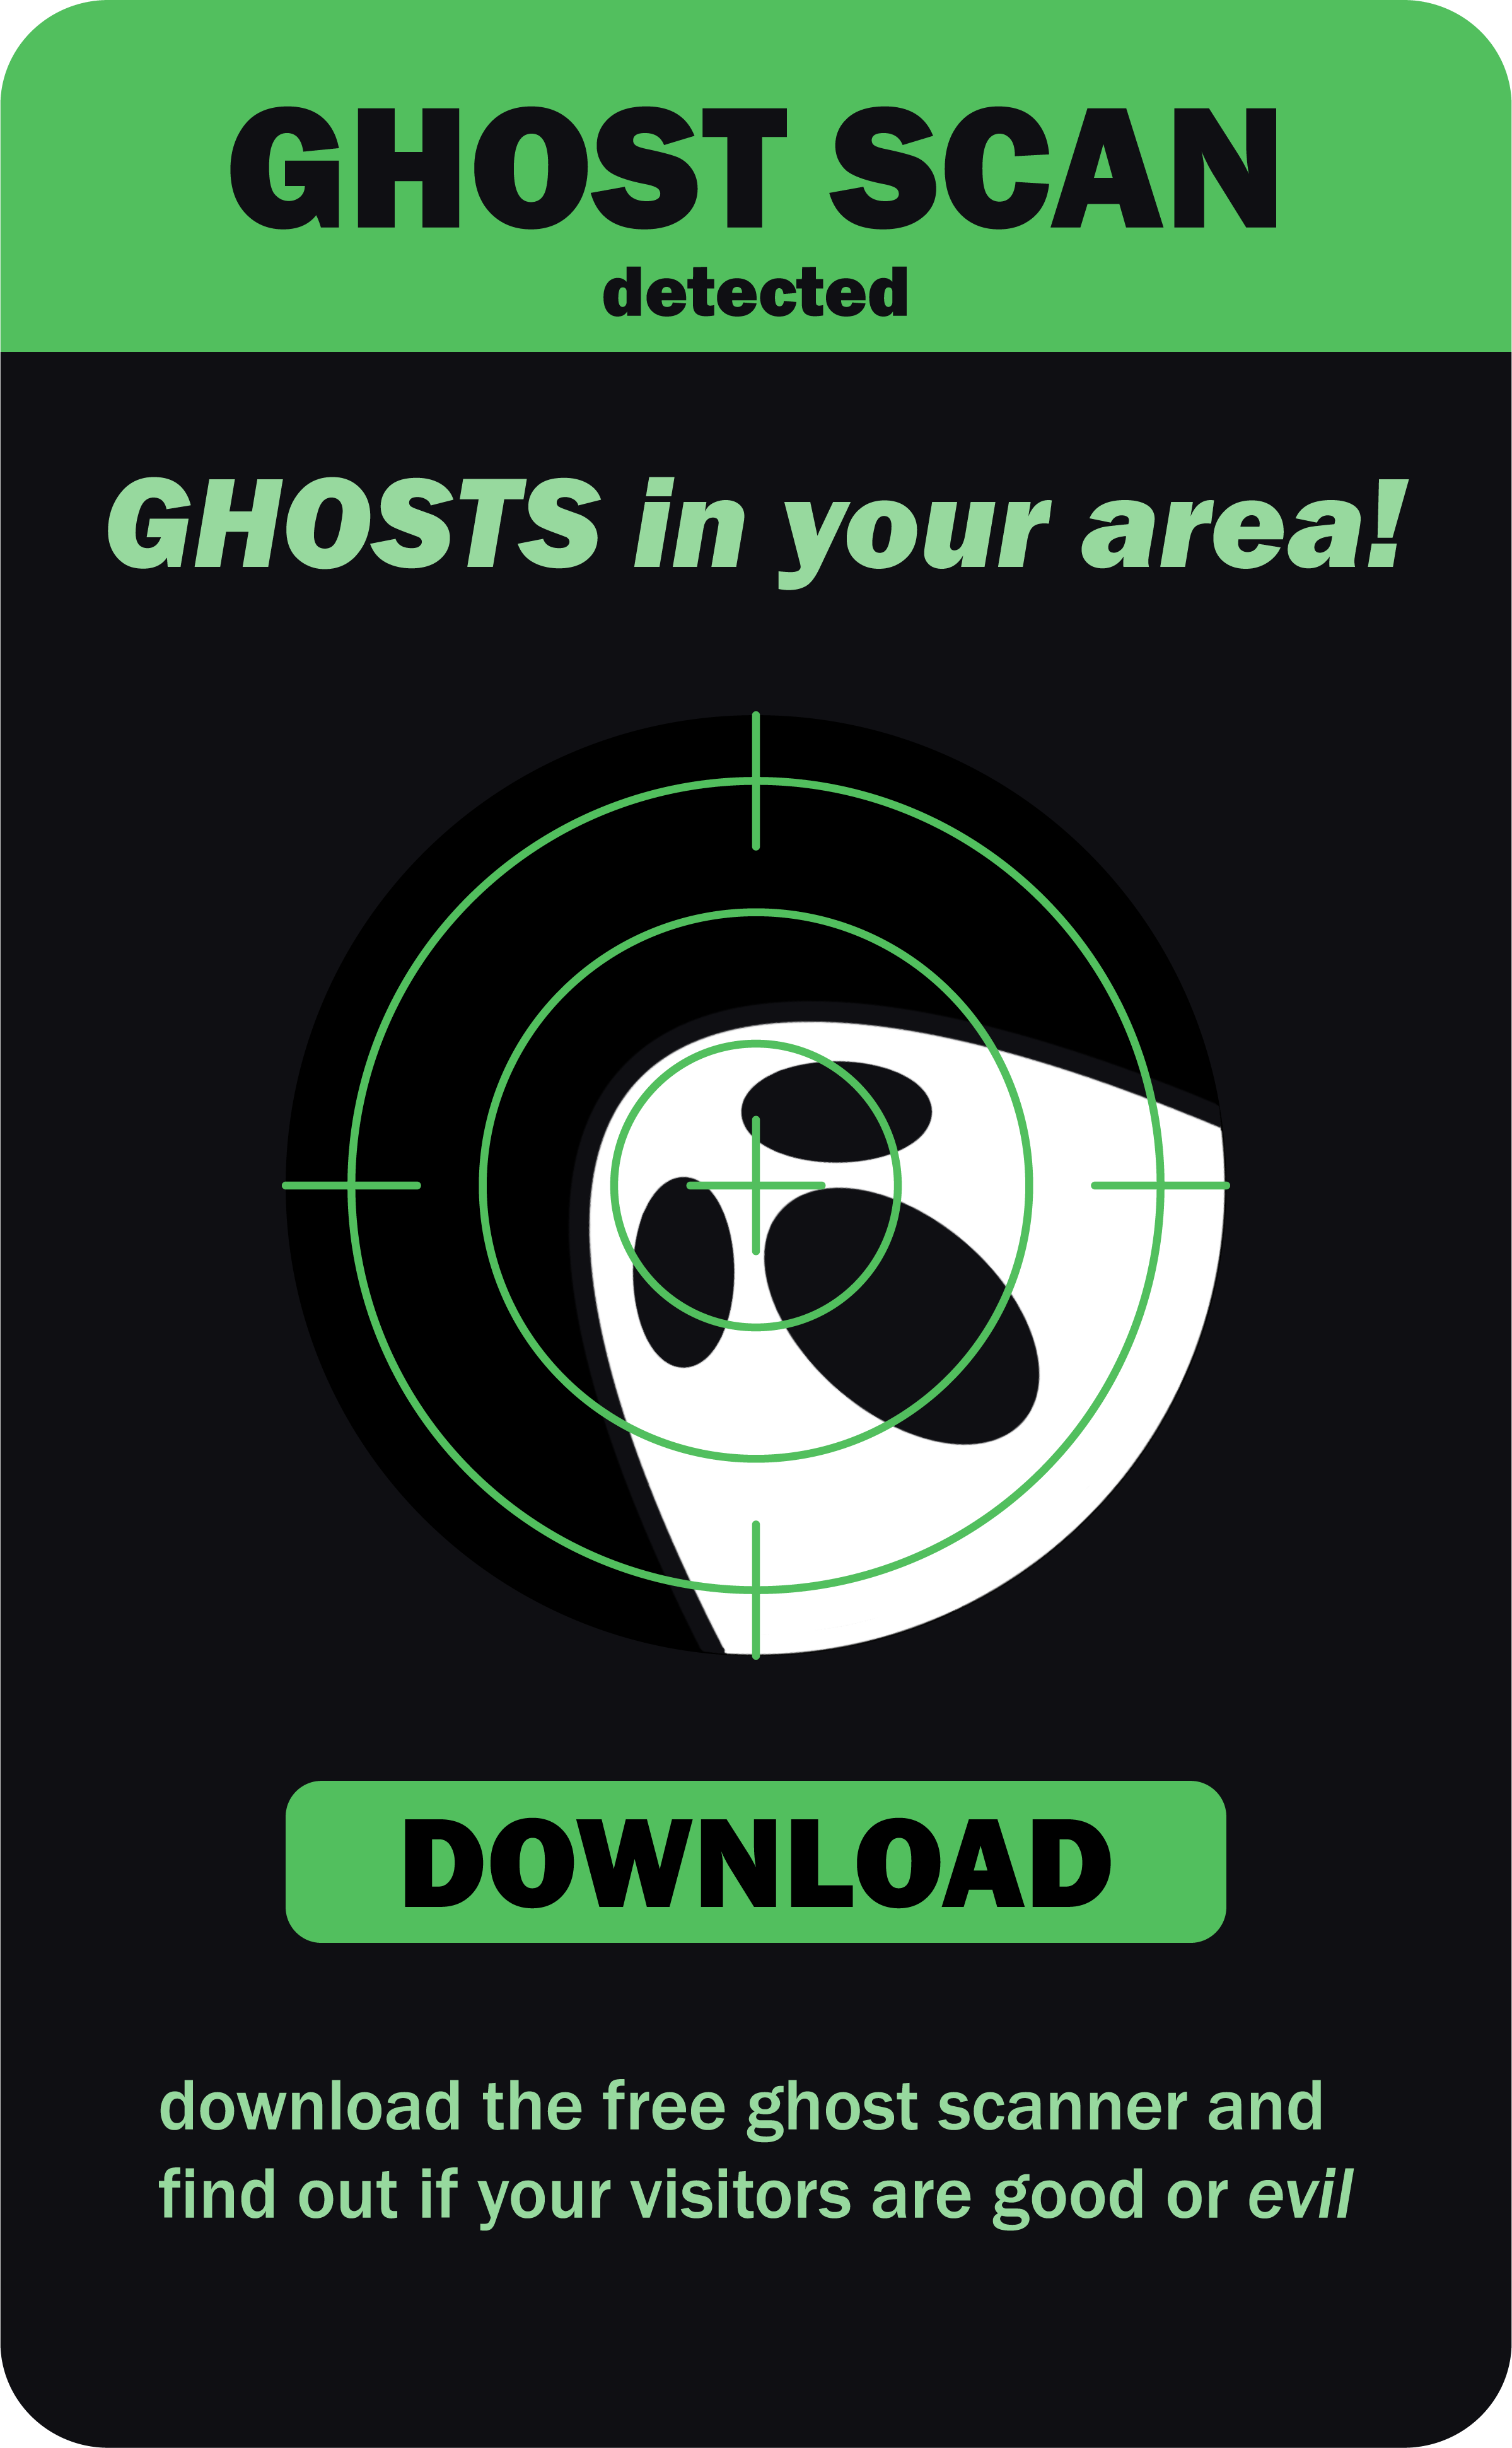 GHOST SCAN
detected
GHOSTS in your area!
DOWNLOAD
download the free ghost scanner and
find out if your visitors are good or evil